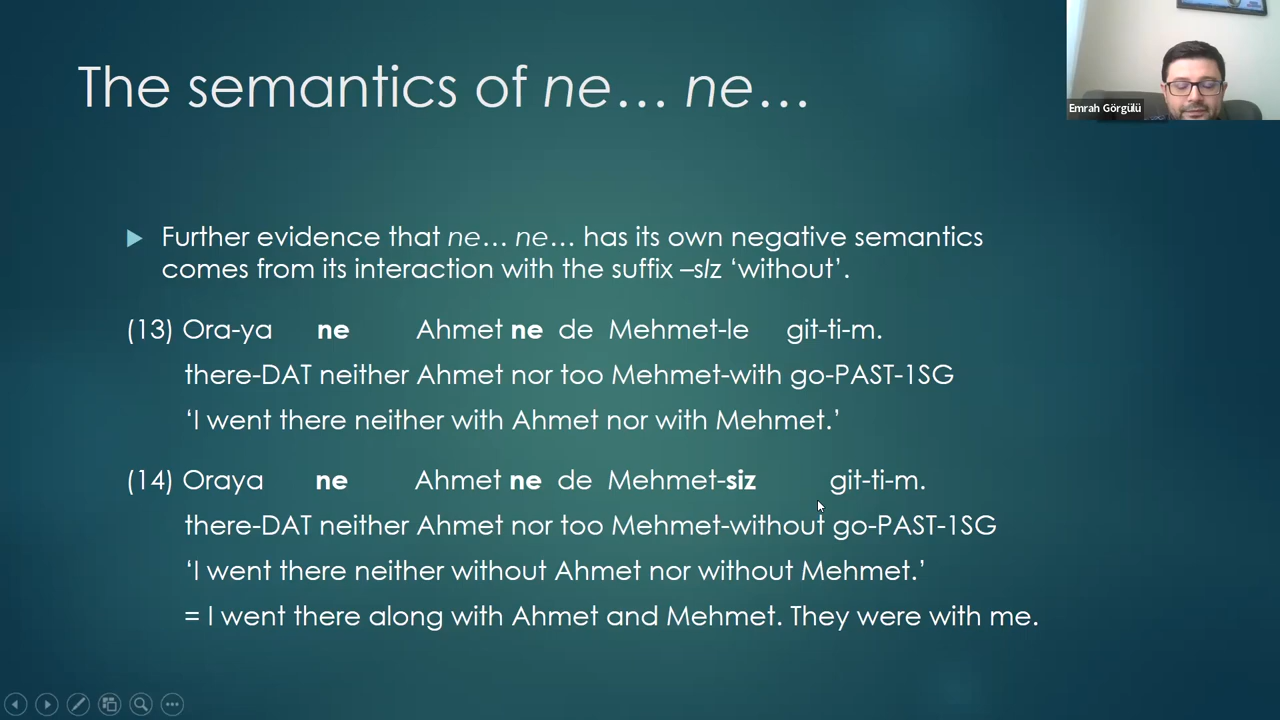 The semantics of ne… ne…
Emrah Görgülü
Further evidence that ne… ne… has its own negative semantics
comes from its interaction with the suffix –sIz ‘without’.
(13) Ora-ya ne Ahmet ne de Mehmet-le git-ti-m.
there-DAT neither Ahmet nor too Mehmet-with go-PAST-1SG
‘I went there neither with Ahmet nor with Mehmet.’
(14) Oraya ne Ahmet ne de Mehmet-siz git-ti-m.
there-DAT neither Ahmet nor too Mehmet-without go-PAST-1SG
‘I went there neither without Ahmet nor without Mehmet.’
= I went there along with Ahmet and Mehmet. They were with me.